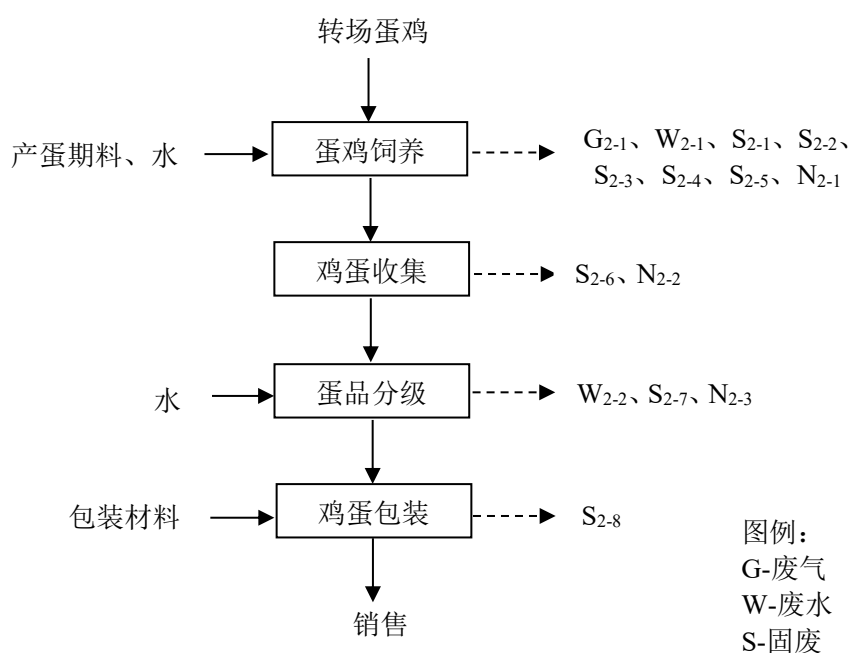 转场蛋鸡
产蛋期料、水
蛋鸡饲养
G2-1、W2-1、S2-1、S2-2、
S2-3、S2-4、S2-5、N2-1
鸡蛋收集
S2-6、N2-2
水
蛋品分级
W2-2、S2-7、N2-3
包装材料
鸡蛋包装
S2-8
销售
图例：
G-废气
W-废水
S-固废